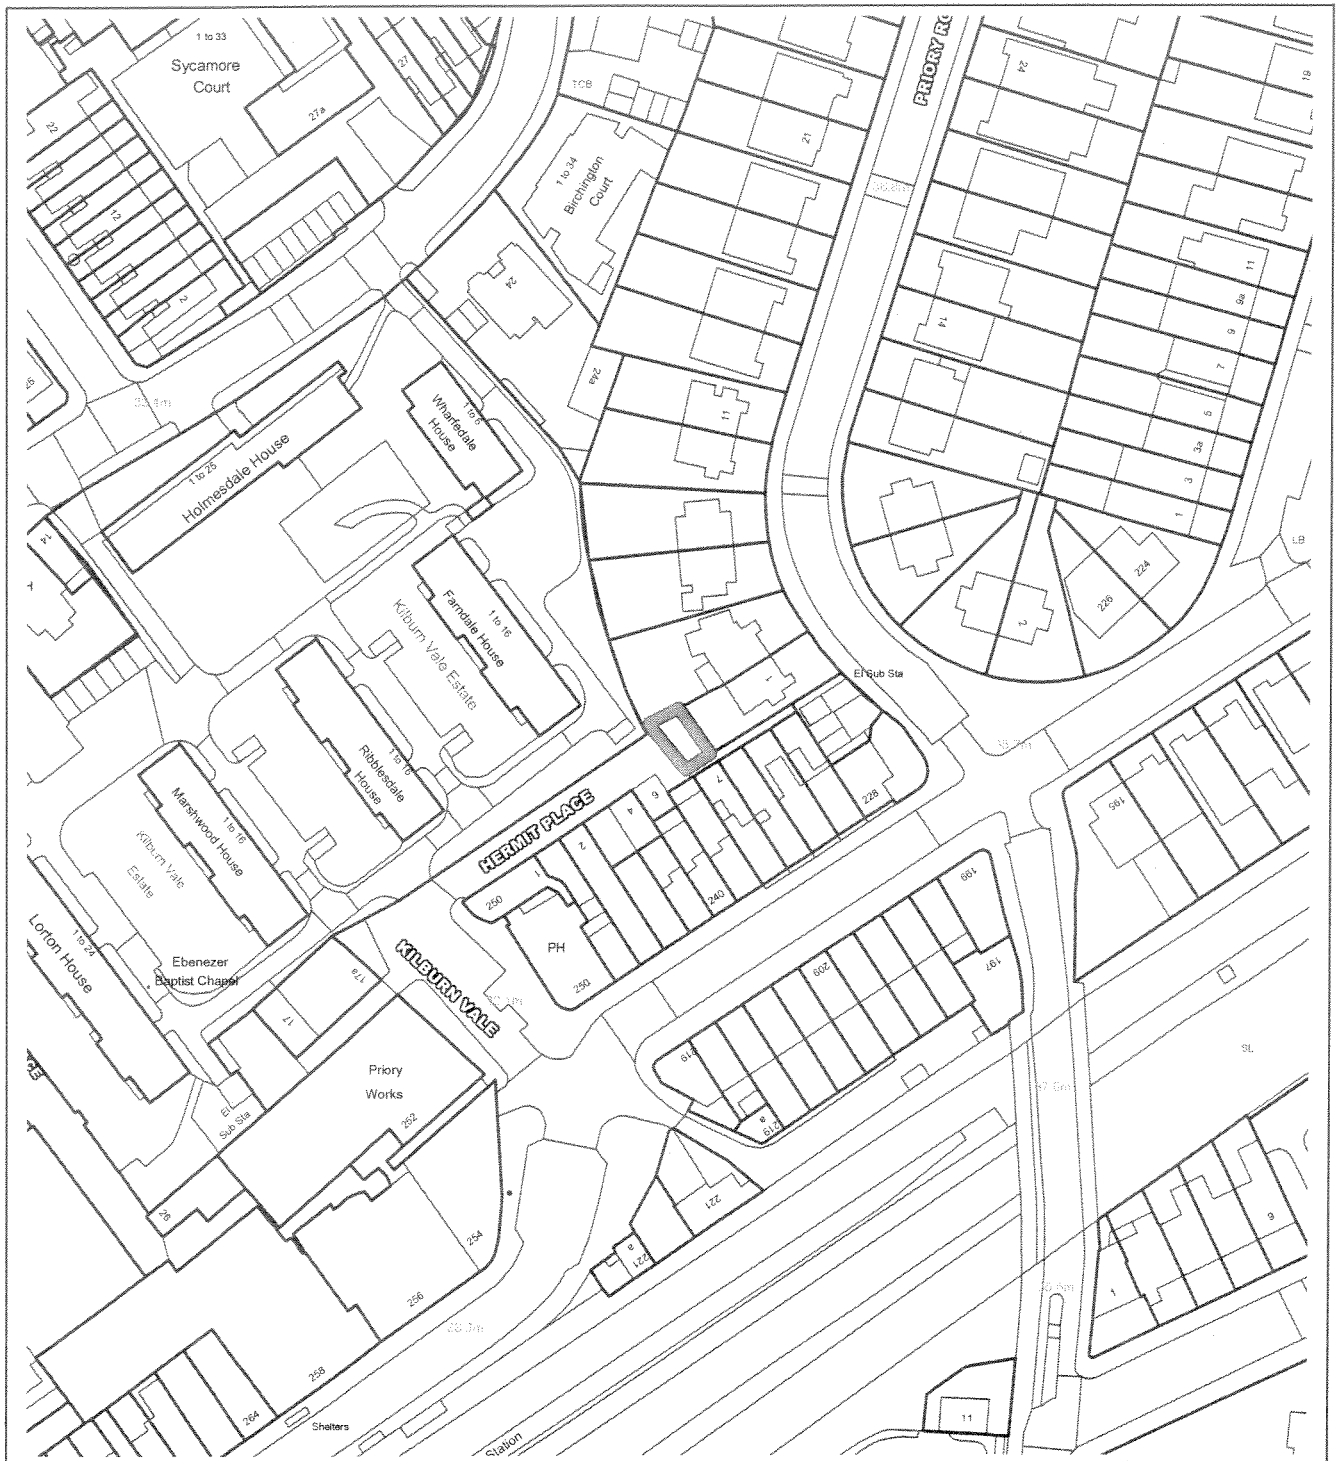 1 to 33
Sycamore
Court
27
27a
22
12
2
TCB
1 to 34
Birchington
Court
24
24a
21
PRIORY RO
24
19
14
11
9a
9
7
5
3a
3
1
11
224
226
2
LB
33.4m
1 to 6
Wharfedale
House
1 to 25
Holmesdale House
14
1 to 16
Farndale House
Kilburn Vale Estate
1 to 16
Ribblesdale
House
1 to 16
Marshwood House
Kilburn Vale
Estate
1 to 24
Lorton House
El Sub Sta
1
HERMIT PLACE
7
6
4
2
1
250
PH
250
240
228
195
199
197
209
219
219
a
Ebenezer
Baptist Chapel
17a
17
KILBURN VALE
Priory
Works
252
El
Sub Sta
26
254
256
258
264
221
221
a
SL
Shelters
Station
11
1
9